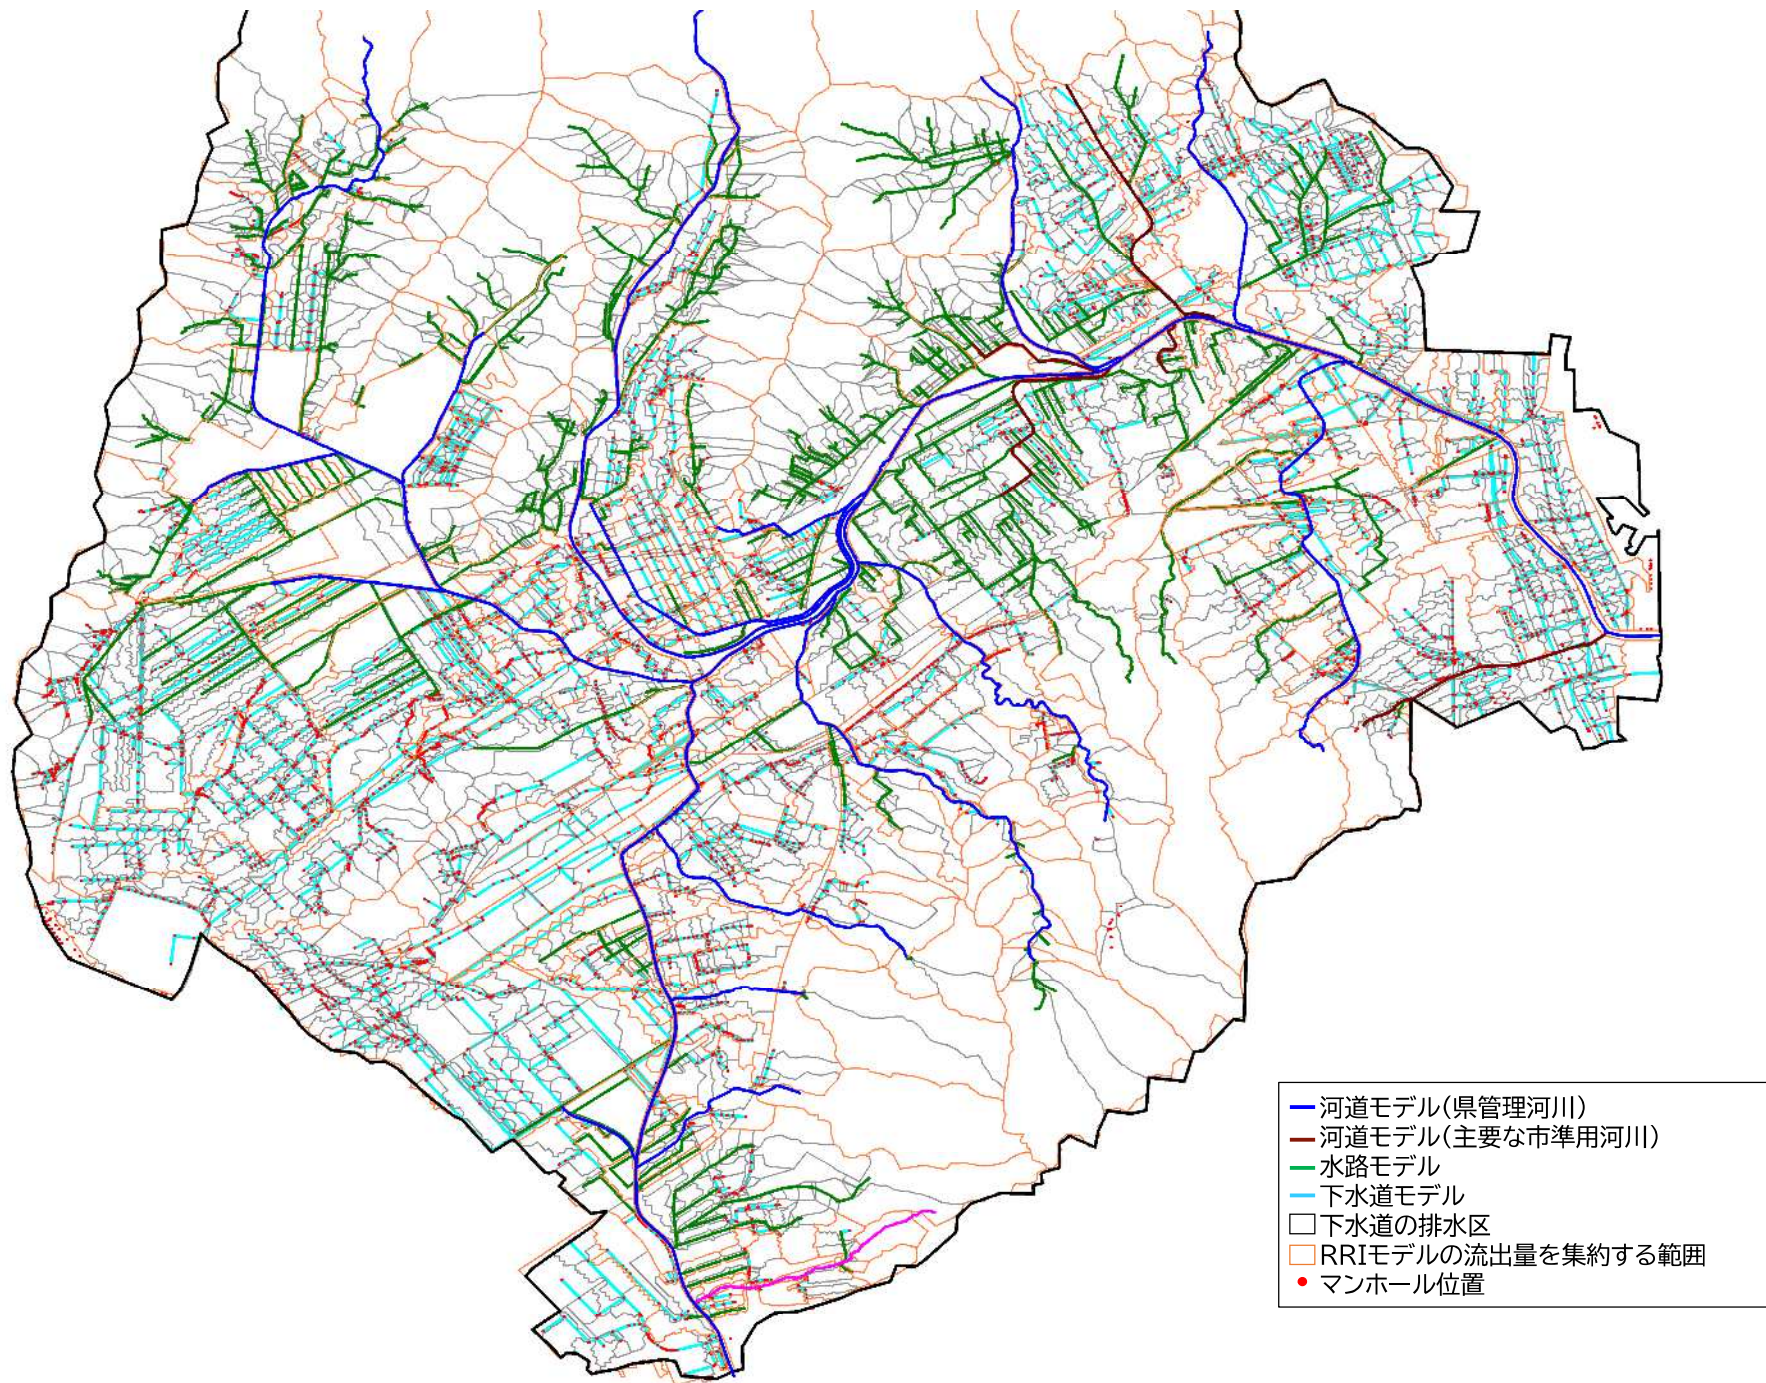 河道モデル(県管理河川)
河道モデル(主要な市準用河川)
水路モデル
下水道モデル
下水道の排水区
RRIモデルの流出量を集約する範囲
マンホール位置